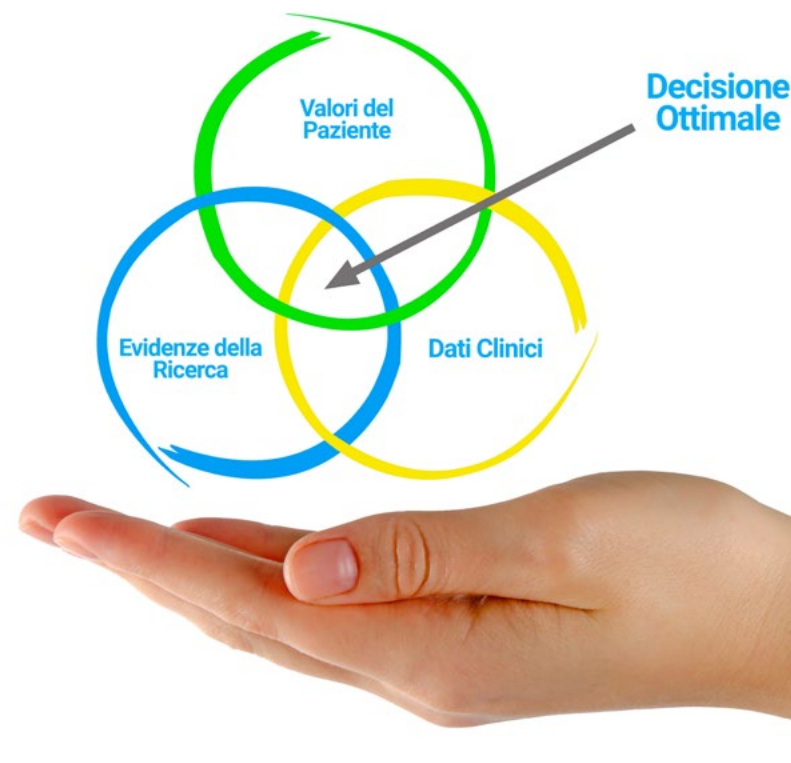 Valori del
Paziente
Decisione
Ottimale
Evidenze della
Ricerca
Dati Clinici